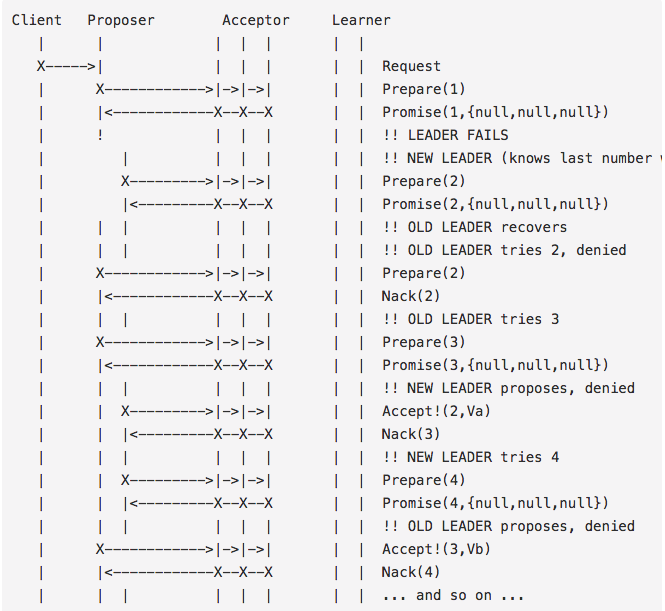 Client   Proposer        Acceptor     Learner
   |      |             |  |  |       |  |
   X----->|             |  |  |       |  |  Request
   |      X------------>|->|->|       |  |  Prepare(1)
   |      |<------------X--X--X       |  |  Promise(1,{null,null,null})
   |      !             |  |  |       |  |  !! LEADER FAILS
   |         |          |  |  |       |  |  !! NEW LEADER (knows last number
   |         X--------->|->|->|       |  |  Prepare(2)
   |         |<---------X--X--X       |  |  Promise(2,{null,null,null})
   |      |  |          |  |  |       |  |  !! OLD LEADER recovers
   |      |  |          |  |  |       |  |  !! OLD LEADER tries 2, denied
   |      X------------>|->|->|       |  |  Prepare(2)
   |      |<------------X--X--X       |  |  Nack(2)
   |      |  |          |  |  |       |  |  !! OLD LEADER tries 3
   |      X------------>|->|->|       |  |  Prepare(3)
   |      |<------------X--X--X       |  |  Promise(3,{null,null,null})
   |      |  |          |  |  |       |  |  !! NEW LEADER proposes, denied
   |      |  X--------->|->|->|       |  |  Accept!(2,Va)
   |      |  |<---------X--X--X       |  |  Nack(3)
   |      |  |          |  |  |       |  |  !! NEW LEADER tries 4
   |      |  X--------->|->|->|       |  |  Prepare(4)
   |      |  |<---------X--X--X       |  |  Promise(4,{null,null,null})
   |      |  |          |  |  |       |  |  !! OLD LEADER proposes, denied
   |      X------------>|->|->|       |  |  Accept!(3,Vb)
   |      |<------------X--X--X       |  |  Nack(4)
   |      |  |          |  |  |       |  |  ... and so on ...